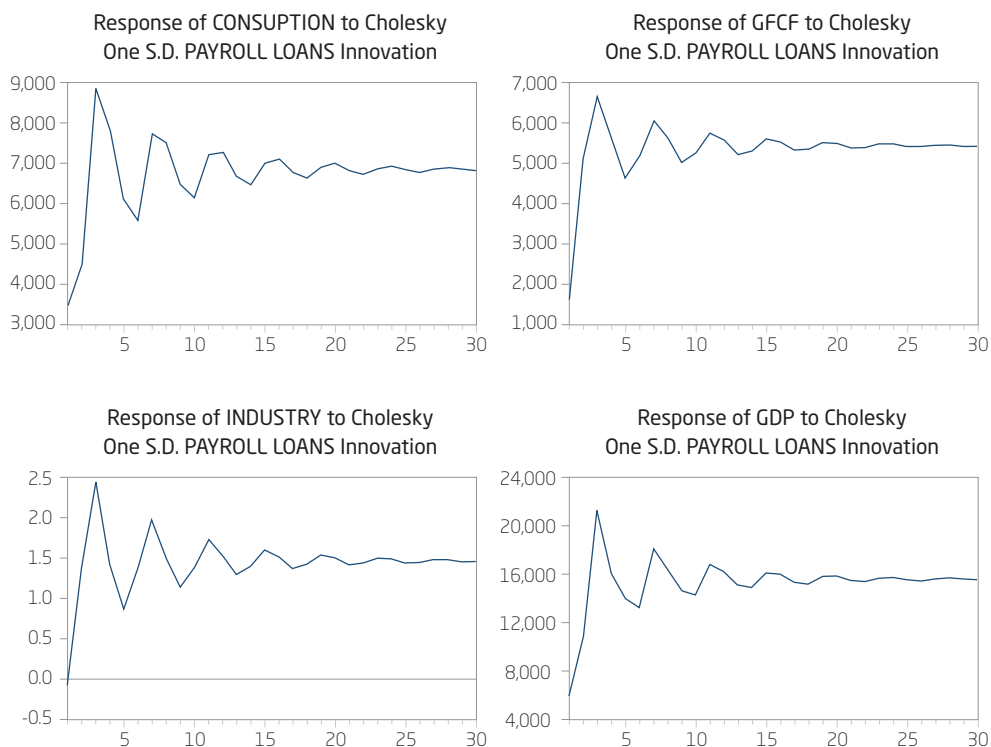 Response of CONSUPTION to Cholesky
One S.D. PAYROLL LOANS Innovation
9,000
8,000
7,000
6,000
5,000
4,000
3,000
5 10 15 20 25 30
Response of GFCF to Cholesky
One S.D. PAYROLL LOANS Innovation
7,000
6,000
5,000
4,000
3,000
2,000
1,000
5 10 15 20 25 30
Response of INDUSTRY to Cholesky
One S.D. PAYROLL LOANS Innovation
2.5
2.0
1.5
1.0
0.5
0.0
-0.5
5 10 15 20 25 30
Response of GDP to Cholesky
One S.D. PAYROLL LOANS Innovation
24,000
20,000
16,000
12,000
8,000
4,000
5 10 15 20 25 30